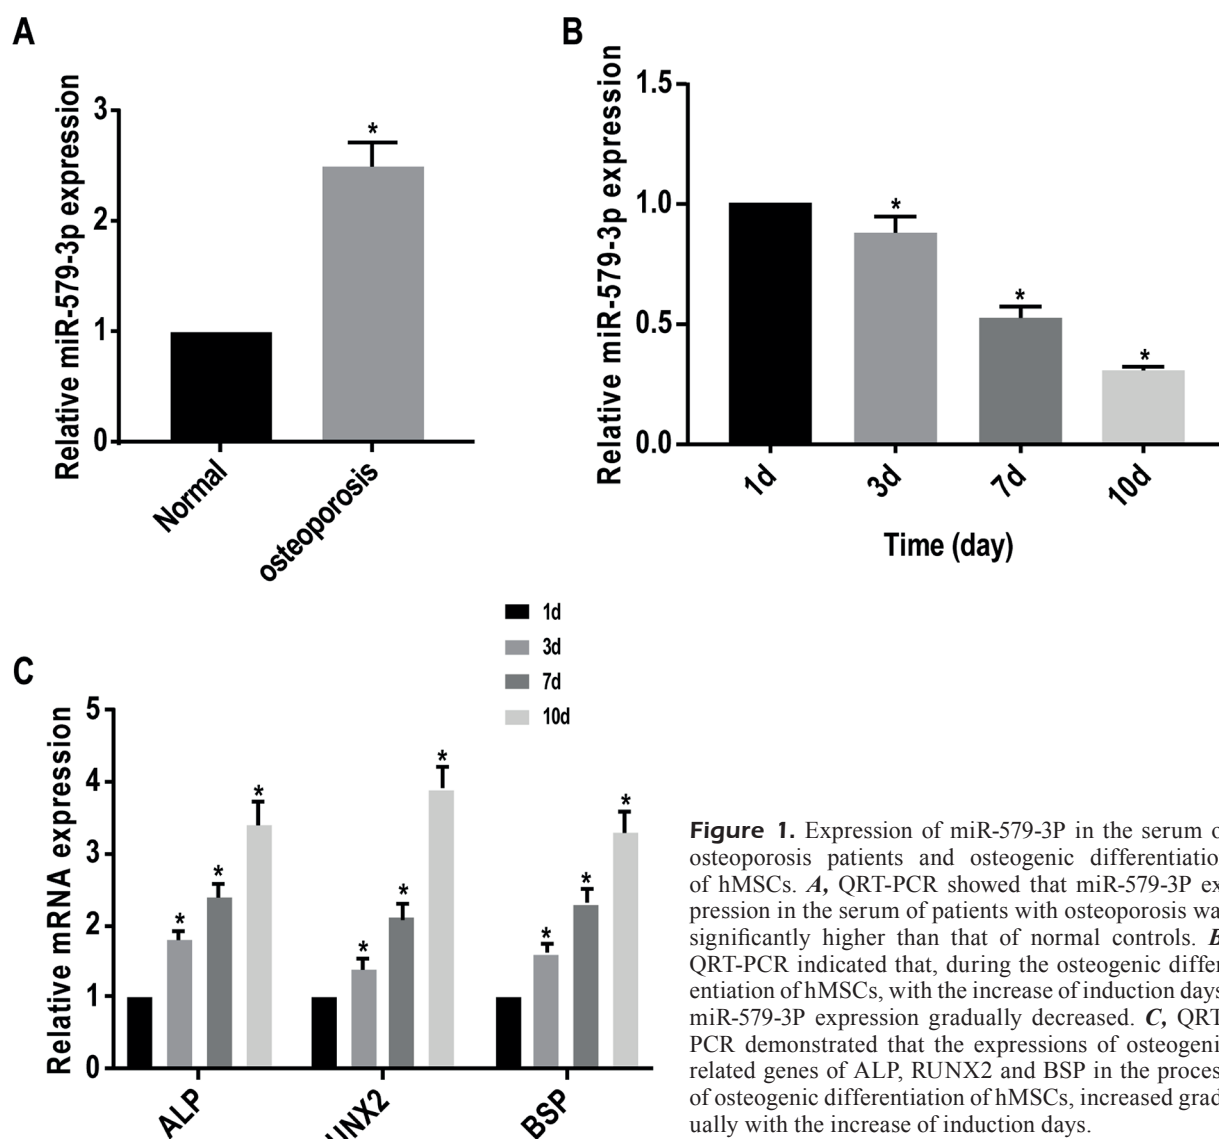 A
Relative miR-579-3p expression
3
2
1
0
*
Normal
osteoporosis
B
Relative miR-579-3p expression
1.5
1.0
0.5
0.0
*
*
*
1d
3d
7d
10d
Time (day)
C
1d
3d
7d
10d
Relative mRNA expression
5
4
3
2
1
0
*
*
*
*
*
*
*
*
*
ALP
UNX2
BSP
Figure 1. Expression of miR-579-3P in the serum o
osteoporosis patients and osteogenic differentiatio
of hMSCs. A, QRT-PCR showed that miR-579-3P ex
pression in the serum of patients with osteoporosis wa
significantly higher than that of normal controls. B
QRT-PCR indicated that, during the osteogenic differ
entiation of hMSCs, with the increase of induction days
miR-579-3P expression gradually decreased. C, QRT
PCR demonstrated that the expressions of osteogeni
related genes of ALP, RUNX2 and BSP in the proces
of osteogenic differentiation of hMSCs, increased grad
ually with the increase of induction days.